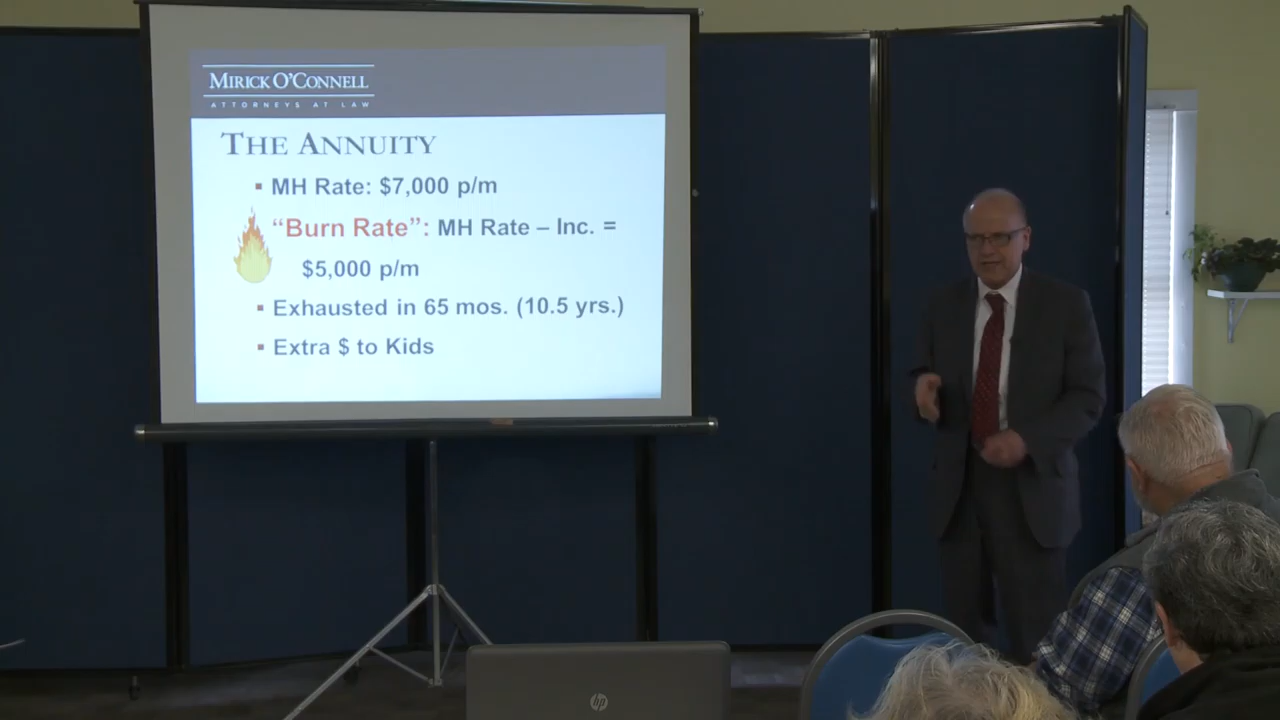 MIRICK O'CONNELL
ATTORNEYS AT LAW
THE ANNUITY
▪ MH Rate: $7,000 p/m
“Burn Rate”: MH Rate – Inc. =
$5,000 p/m
▪ Exhausted in 65 mos. (10.5 yrs.)
▪ Extra $ to Kids
hp